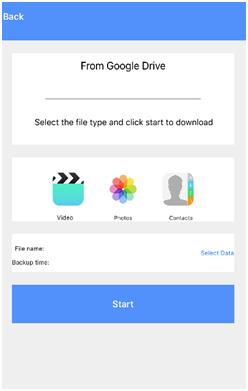 Back
From Google Drive
Select the file type and click start to download
Video Photos Contacts
File name:
Select Data
Backup time:
Start